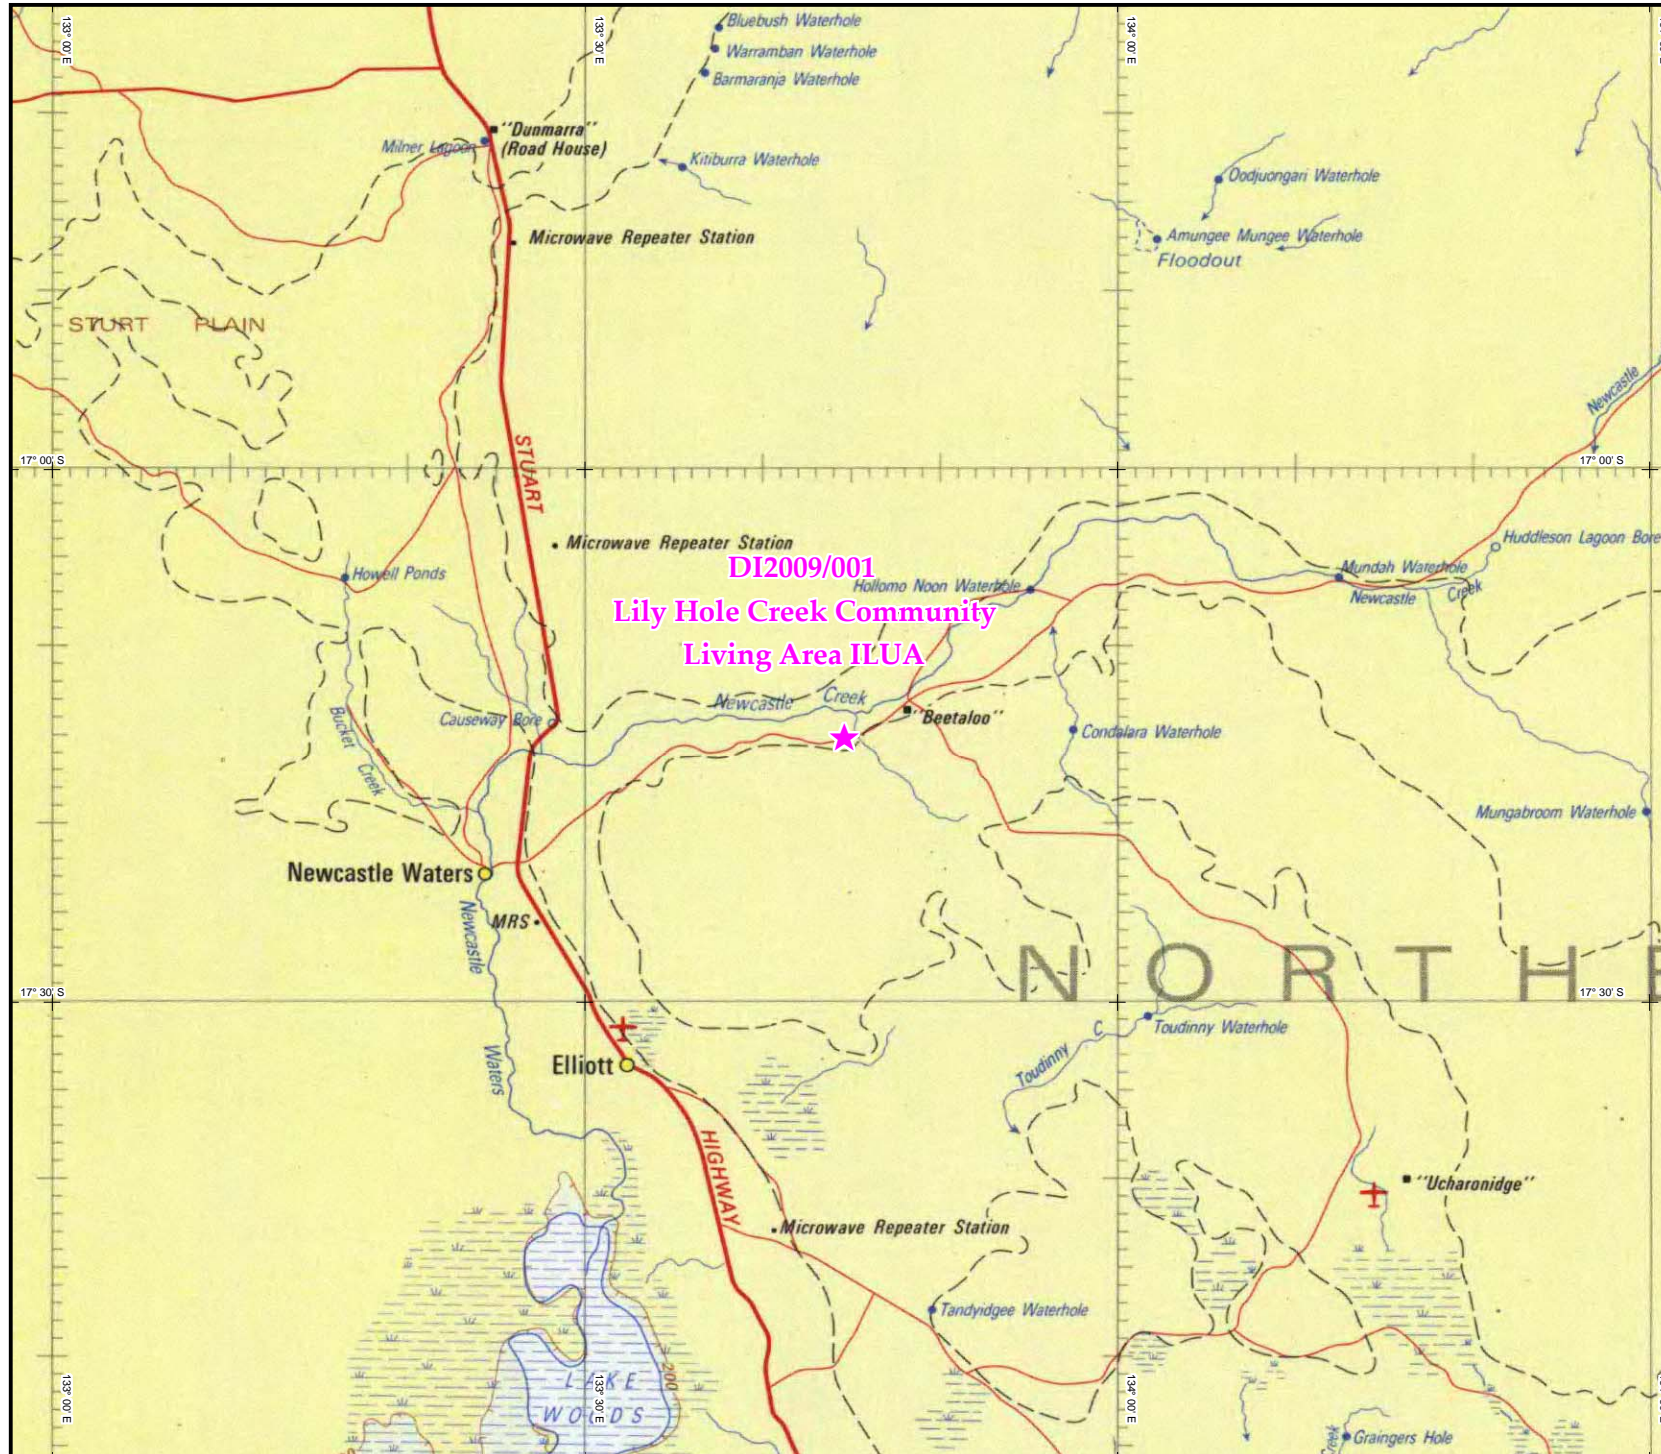 133° 00' E
133° 30' E
134° 00' E
Bluebush Waterhole
Warramban Waterhole
Barmaranja Waterhole
"Dunmarra"
(Road House)
Milner Lagoon
Kitiburra Waterhole
Oodjuongari Waterhole
Microwave Repeater Station
Amungee Mungee Waterhole
Floodout
STURT PLAIN
Newcastle
STUART
17° 00' S
17° 00' S
Microwave Repeater Station
Huddleson Lagoon Bore
DI2009/001
Howell Ponds
Hollomo Noon Waterhole
Mundah Waterhole
Newcastle Creek
Lily Hole Creek Community
Living Area ILUA
Newcastle Creek
Bucket Creek
Causeway Bore
"Beetaloo"
Condalara Waterhole
Mungabroom Waterhole
Newcastle Waters
MRS
Newcastle Waters
NORTHE
17° 30' S
17° 30' S
Toudinny Waterhole
Toudinny C
Elliott
HIGHWAY
"Ucharonidge"
Microwave Repeater Station
Tandyidgee Waterhole
200
LAKE
WOODS
133° 00' E
133° 30' E
134° 00' E
Creek
Graingers Hole